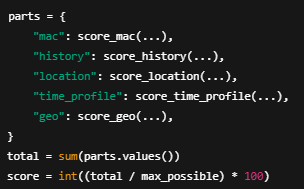 parts = {
    "mac": score_mac(...),
    "history": score_history(...),
    "location": score_location(...),
    "time_profile": score_time_profile(...),
    "geo": score_geo(...),
}
total = sum(parts.values())
score = int((total / max_possible) * 100)